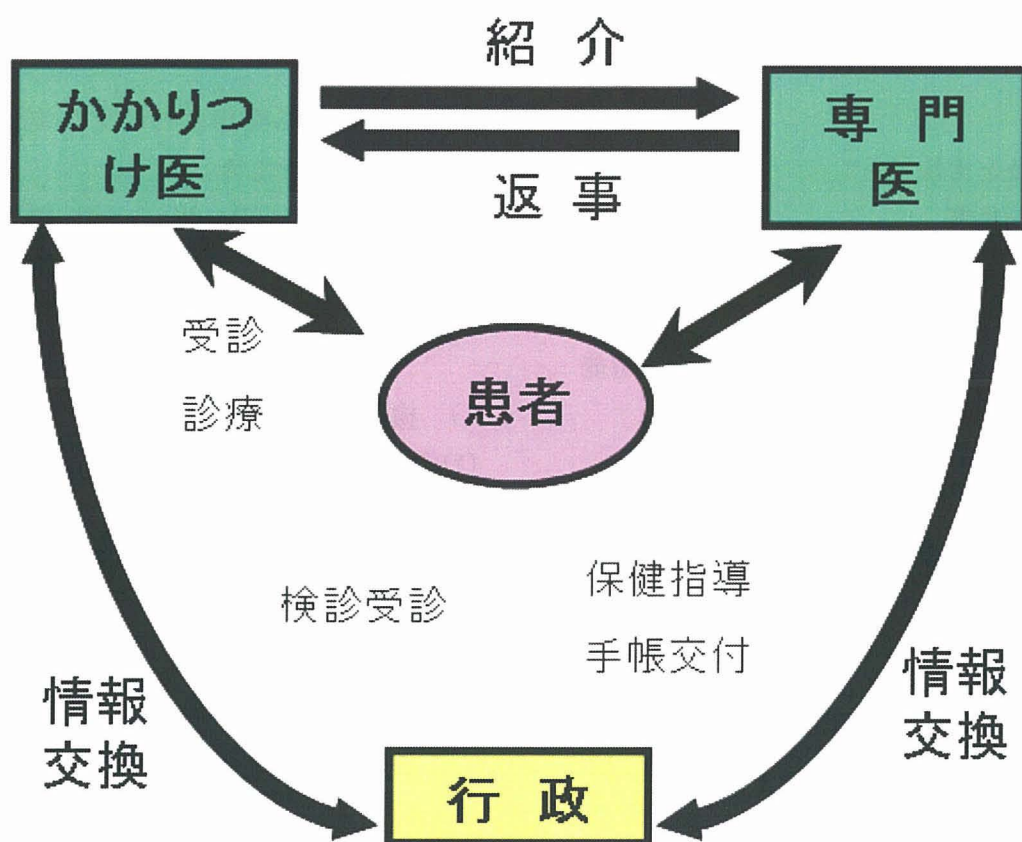 紹 介
かかりつ
け医
専 門
医
返 事
受診
診療
患者
検診受診
保健指導
手帳交付
情報
交換
情報
交換
行 政